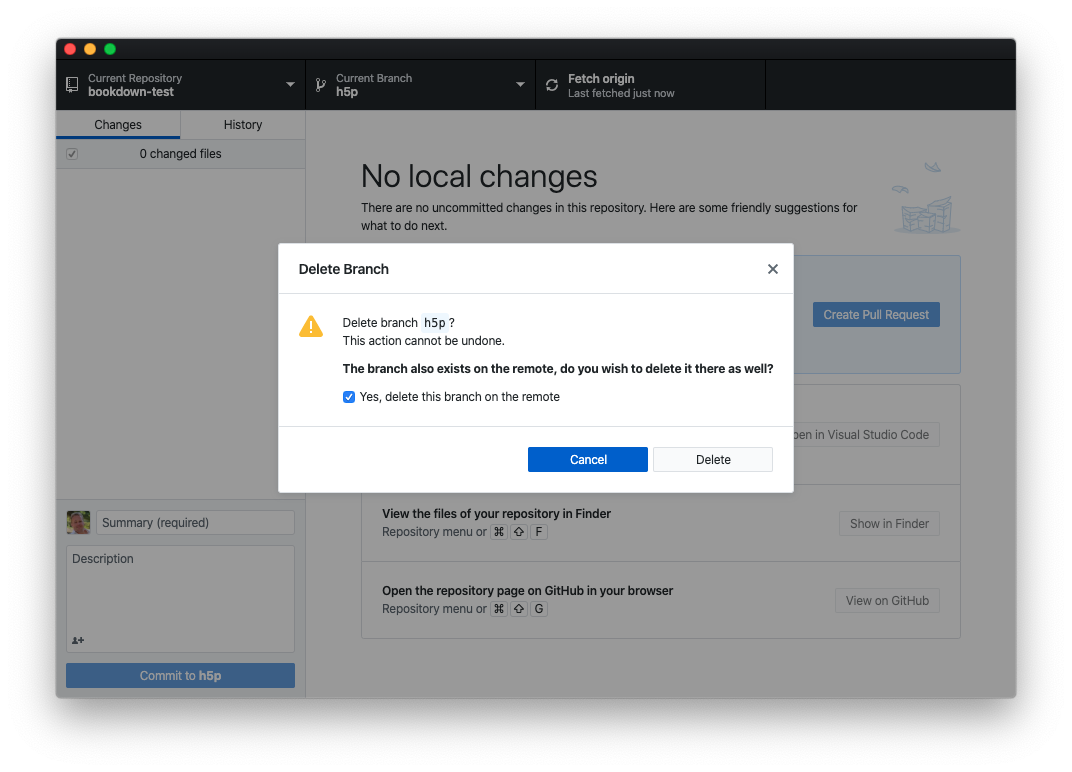 Current Repository
bookdown-test
Current Branch
h5p
Fetch origin
Last fetched just now
Changes
History
0 changed files
No local changes
There are no uncommitted changes in this repository. Here are some friendly suggestions for
what to do next.
Create Pull Request
Delete Branch
Delete branch h5p?
This action cannot be undone.
The branch also exists on the remote, do you wish to delete it there as well?
Yes, delete this branch on the remote
Cancel
Delete
pen in Visual Studio Code
View the files of your repository in Finder
Repository menu or ⌘ ⇧ F
Show in Finder
Open the repository page on GitHub in your browser
Repository menu or ⌘ ⇧ G
View on GitHub
Summary (required)
Description
Commit to h5p